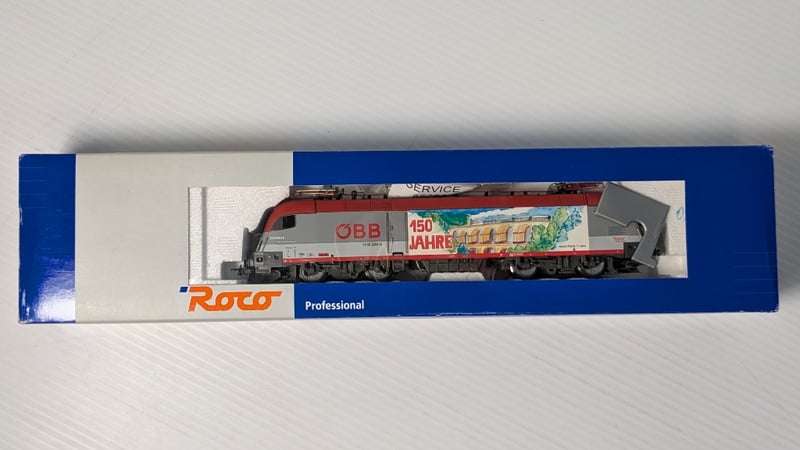 SERVICE
ÖBB
150
JAHRE
Roco
Professional